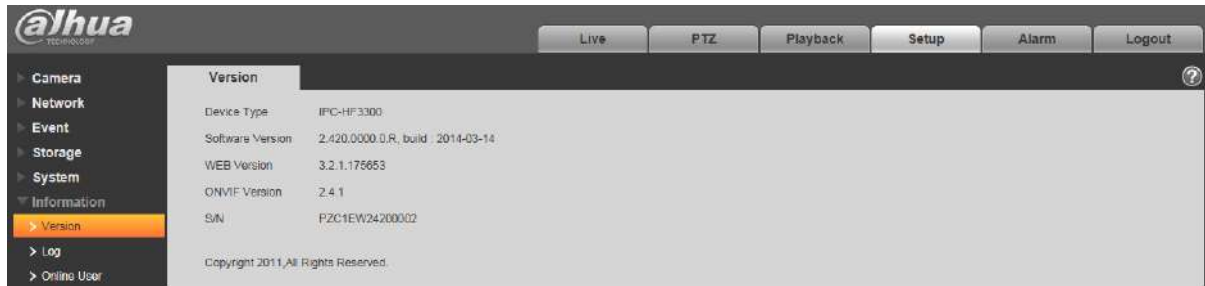 alhua
TECHNOLOGY
Live PTZ Playback Setup Alarm Logout
Camera
Network
Event
Storage
System
Information
> Version
> Log
> Online User
Version
?
Device Type IPC-HF3300
Software Version 2.420.0000.0.R, build : 2014-03-14
WEB Version 3.2.1.175653
ONVIF Version 2.4.1
S/N PZC1EW24200002
Copyright 2011,All Rights Reserved.